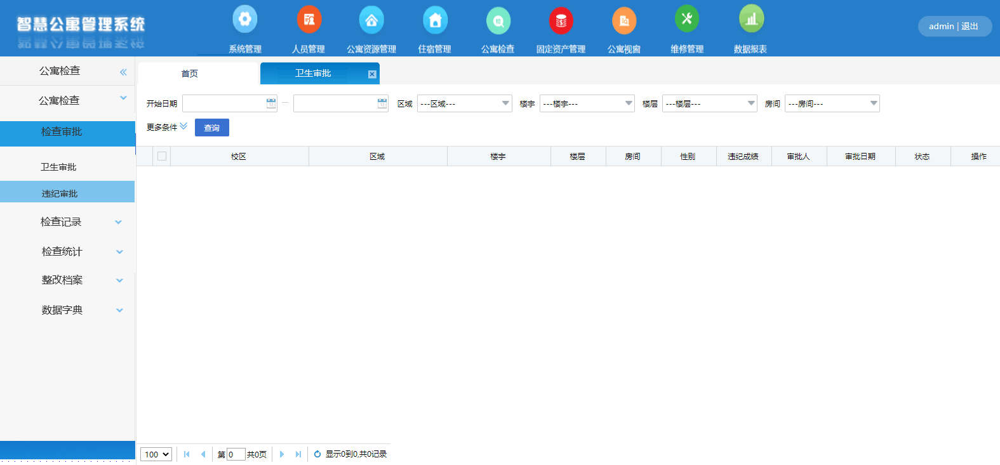 智慧公寓管理系统
系统管理 人员管理 公寓资源管理 住宿管理 公寓检查 固定资产管理 公寓视窗 维修管理 数据报表
admin | 退出
公寓检查
公寓检查
检查审批
卫生审批
违纪审批
检查记录
检查统计
整改档案
数据字典
首页 卫生审批
开始日期 — 区域 ---区域--- 楼宇 ---楼宇--- 楼层 ---楼层--- 房间 ---房间---
更多条件 查询
校区 区域 楼宇 楼层 房间 性别 违纪成绩 审批人 审批日期 状态 操作
100 第 0 共0页 显示0到0,共0记录